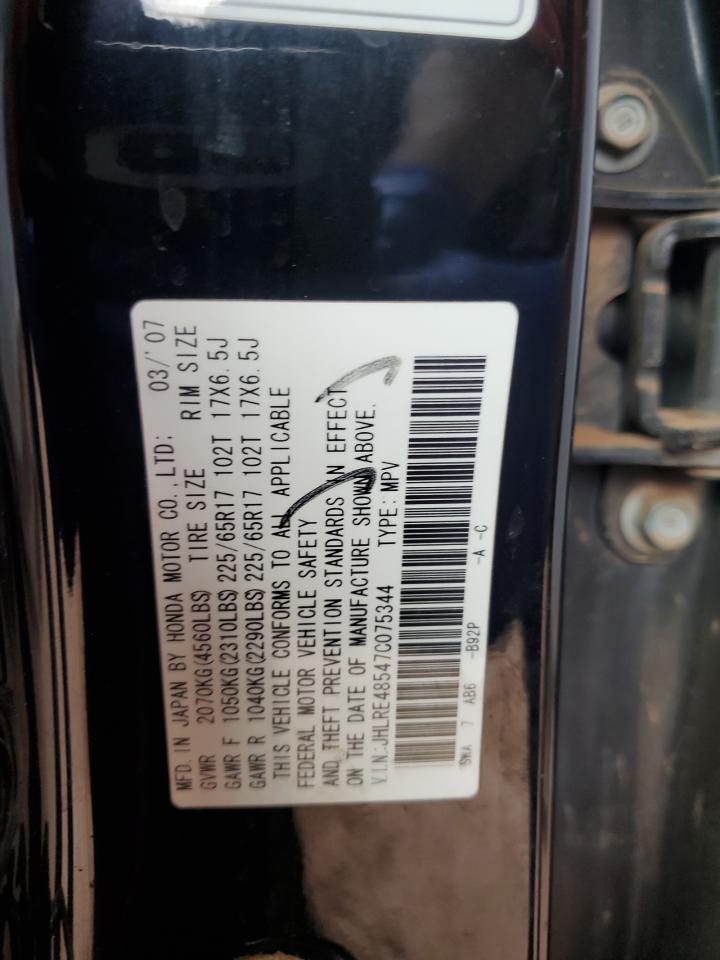 MFD. IN JAPAN BY HONDA MOTOR CO.,LTD: 03/'07
GVWR 2070KG(4560LBS) TIRE SIZE RIM SIZE
GAWR F 1050KG(2310LBS) 225/65R17 102T 17X6.5J
GAWR R 1040KG(2290LBS) 225/65R17 102T 17X6.5J
THIS VEHICLE CONFORMS TO ALL APPLICABLE
FEDERAL MOTOR VEHICLE SAFETY
AND THEFT PREVENTION STANDARDS IN EFFECT
ON THE DATE OF MANUFACTURE SHOWN ABOVE.
V.I.N.:JHLRE48547C075344 TYPE: MPV
SWA 7 AB6 -B92P -A -C